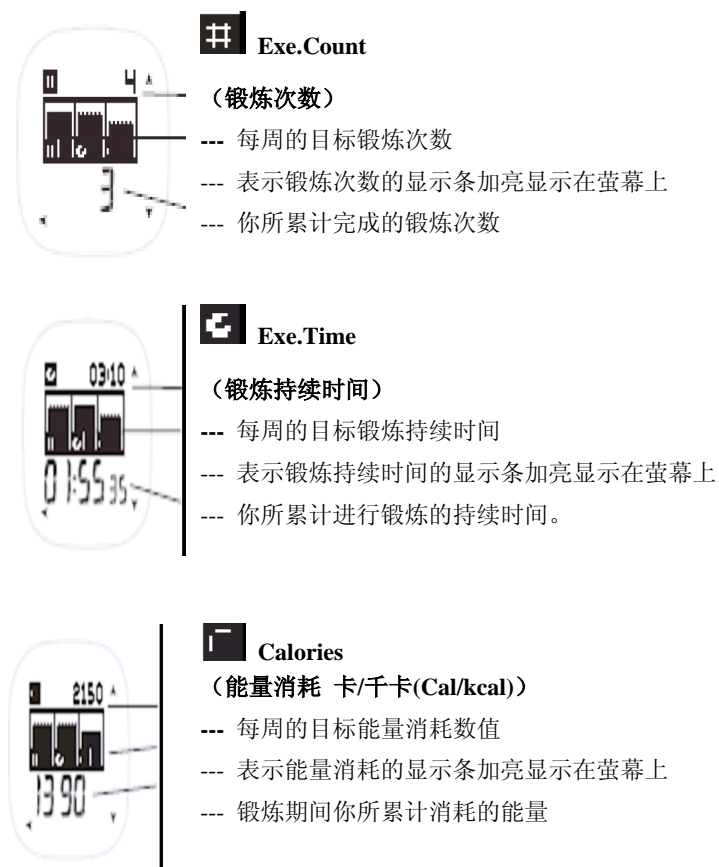 Exe.Count
4
（锻炼次数）
--- 每周的目标锻炼次数
--- 表示锻炼次数的显示条加亮显示在萤幕上
3
--- 你所累计完成的锻炼次数
Exe.Time
03:10
（锻炼持续时间）
--- 每周的目标锻炼持续时间
--- 表示锻炼持续时间的显示条加亮显示在萤幕上
01:55 35
--- 你所累计进行锻炼的持续时间。
Calories
2150
（能量消耗 卡/千卡(Cal/kcal)）
--- 每周的目标能量消耗数值
--- 表示能量消耗的显示条加亮显示在萤幕上
1390
--- 锻炼期间你所累计消耗的能量